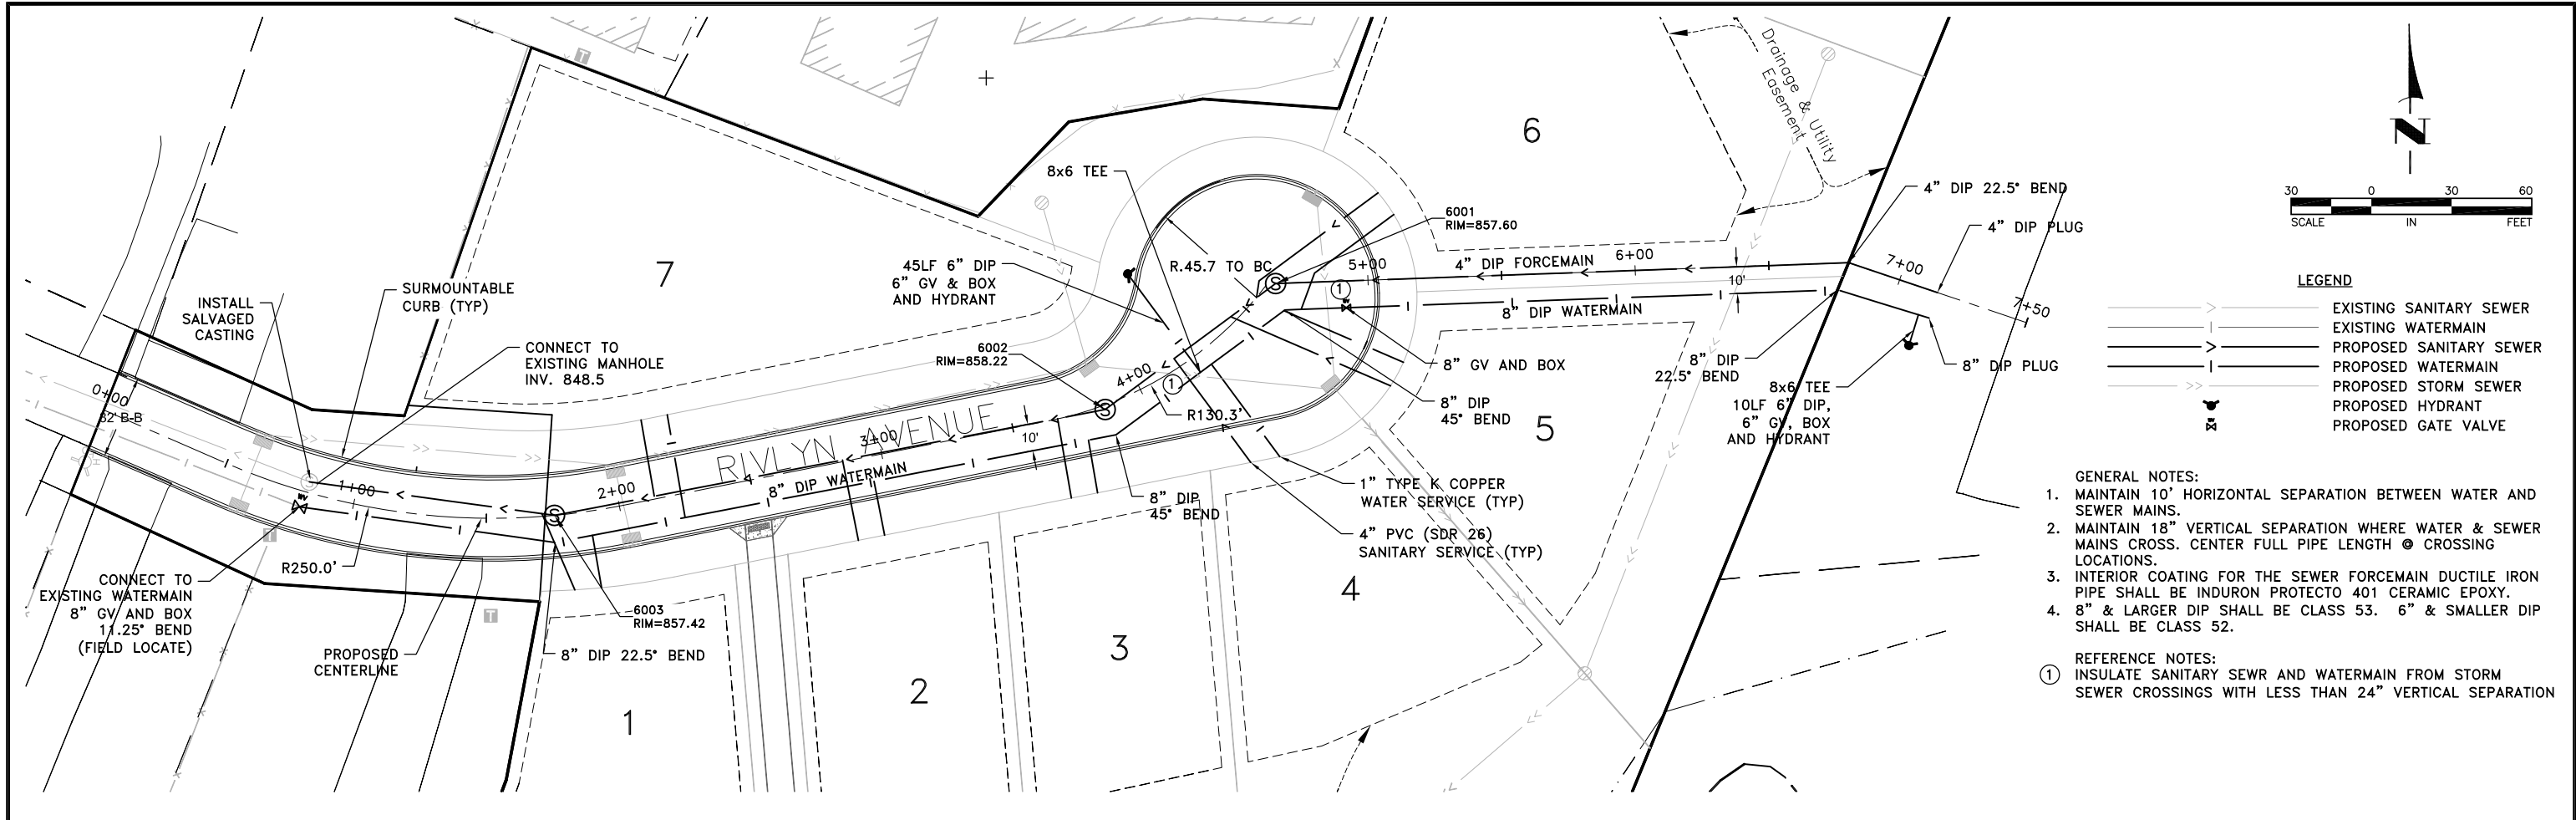 Drainage & Utility
Easement
6
7
8x6 TEE
6001
RIM=857.60
4” DIP 22.5° BEND
4” DIP PLUG
N
30 0 30 60
SCALE IN FEET
45LF 6” DIP
6” GV & BOX
AND HYDRANT
R.45.7 TO BC
1
5+00
4” DIP FORCEMAIN
6+00
10'
7+00
7+50
8” DIP WATERMAIN
SURMOUNTABLE
CURB (TYP)
INSTALL
SALVAGED
CASTING
CONNECT TO
EXISTING MANHOLE
INV. 848.5
6002
RIM=858.22
4+00
1
R130.3'
8” GV AND BOX
8” DIP
45° BEND
5
8” DIP
22.5° BEND
8x6 TEE
10LF 6” DIP,
6” GV, BOX
AND HYDRANT
8” DIP PLUG
0+00
32' B-B
GV
1+00
2+00
3+00
RIVLYN AVENUE
10'
8” DIP WATERMAIN
8” DIP
45° BEND
1” TYPE K COPPER
WATER SERVICE (TYP)
4” PVC (SDR 26)
SANITARY SERVICE (TYP)
R250.0'
CONNECT TO
EXISTING WATERMAIN
8” GV AND BOX
11.25° BEND
(FIELD LOCATE)
PROPOSED
CENTERLINE
6003
RIM=857.42
8” DIP 22.5° BEND
T
T
T
1
2
3
4
LEGEND
EXISTING SANITARY SEWER
EXISTING WATERMAIN
PROPOSED SANITARY SEWER
PROPOSED WATERMAIN
PROPOSED STORM SEWER
PROPOSED HYDRANT
PROPOSED GATE VALVE
GENERAL NOTES:
1. MAINTAIN 10' HORIZONTAL SEPARATION BETWEEN WATER AND
SEWER MAINS.
2. MAINTAIN 18” VERTICAL SEPARATION WHERE WATER & SEWER
MAINS CROSS. CENTER FULL PIPE LENGTH @ CROSSING
LOCATIONS.
3. INTERIOR COATING FOR THE SEWER FORCEMAIN DUCTILE IRON
PIPE SHALL BE INDURON PROTECTO 401 CERAMIC EPOXY.
4. 8” & LARGER DIP SHALL BE CLASS 53. 6” & SMALLER DIP
SHALL BE CLASS 52.
REFERENCE NOTES:
1 INSULATE SANITARY SEWR AND WATERMAIN FROM STORM
SEWER CROSSINGS WITH LESS THAN 24” VERTICAL SEPARATION